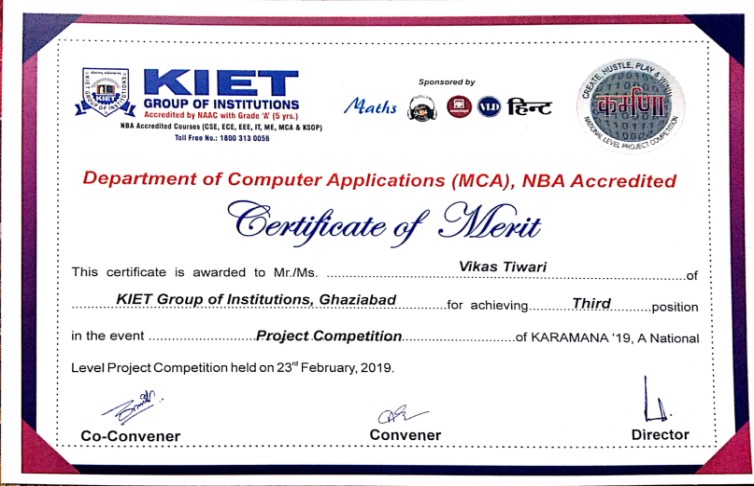 KIET
GROUP OF INSTITUTIONS
Accredited by NAAC with Grade 'A' (5 yrs.)
NBA Accredited Courses (CSE, ECE, EEE, IT, ME, MCA & KSOP)
Toll Free No.: 1800 313 0056
KIET
GROUP OF INSTITUTIONS
Sponsored by
Maths
VLD
हिन्ट
CREATE, HUSTLE, PLAY &
कर्मणा
NATIONAL LEVEL PROJECT COMPETITION
Department of Computer Applications (MCA), NBA Accredited
Certificate of Merit
This certificate is awarded to Mr./Ms. Vikas Tiwari of
KIET Group of Institutions, Ghaziabad for achieving Third position
in the event Project Competition of KARAMANA '19, A National
Level Project Competition held on 23rd February, 2019.
Co-Convener Convener Director